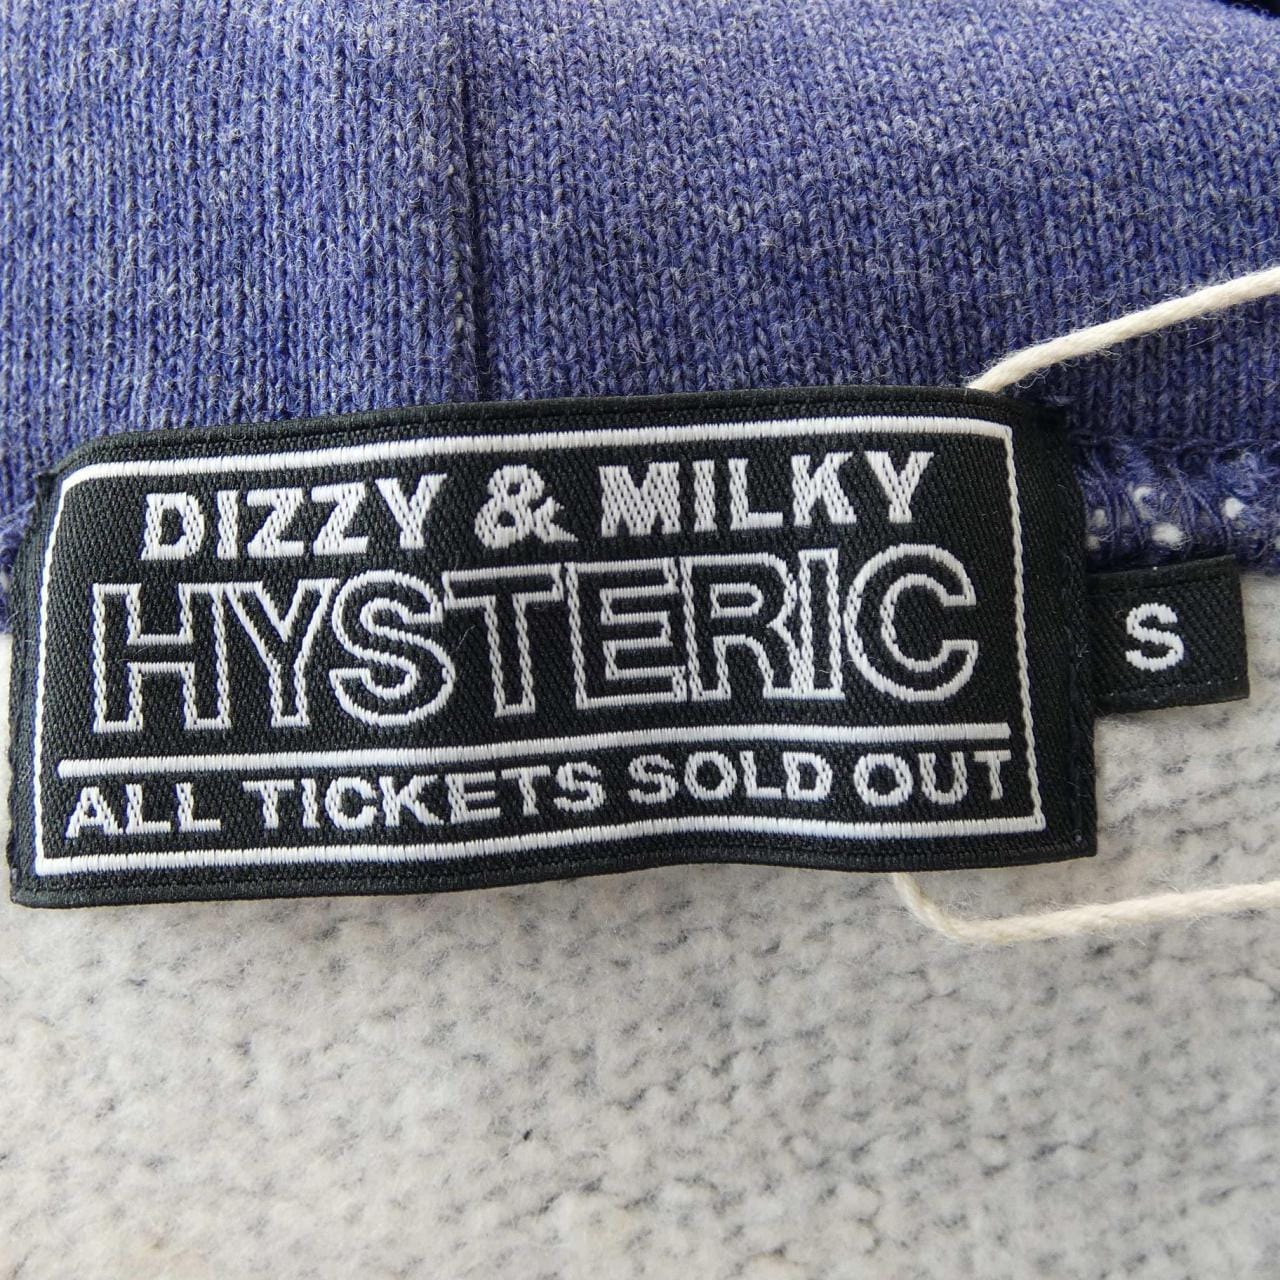 DIZZY & MILKY
HYSTERIC
ALL TICKETS SOLD OUT
S